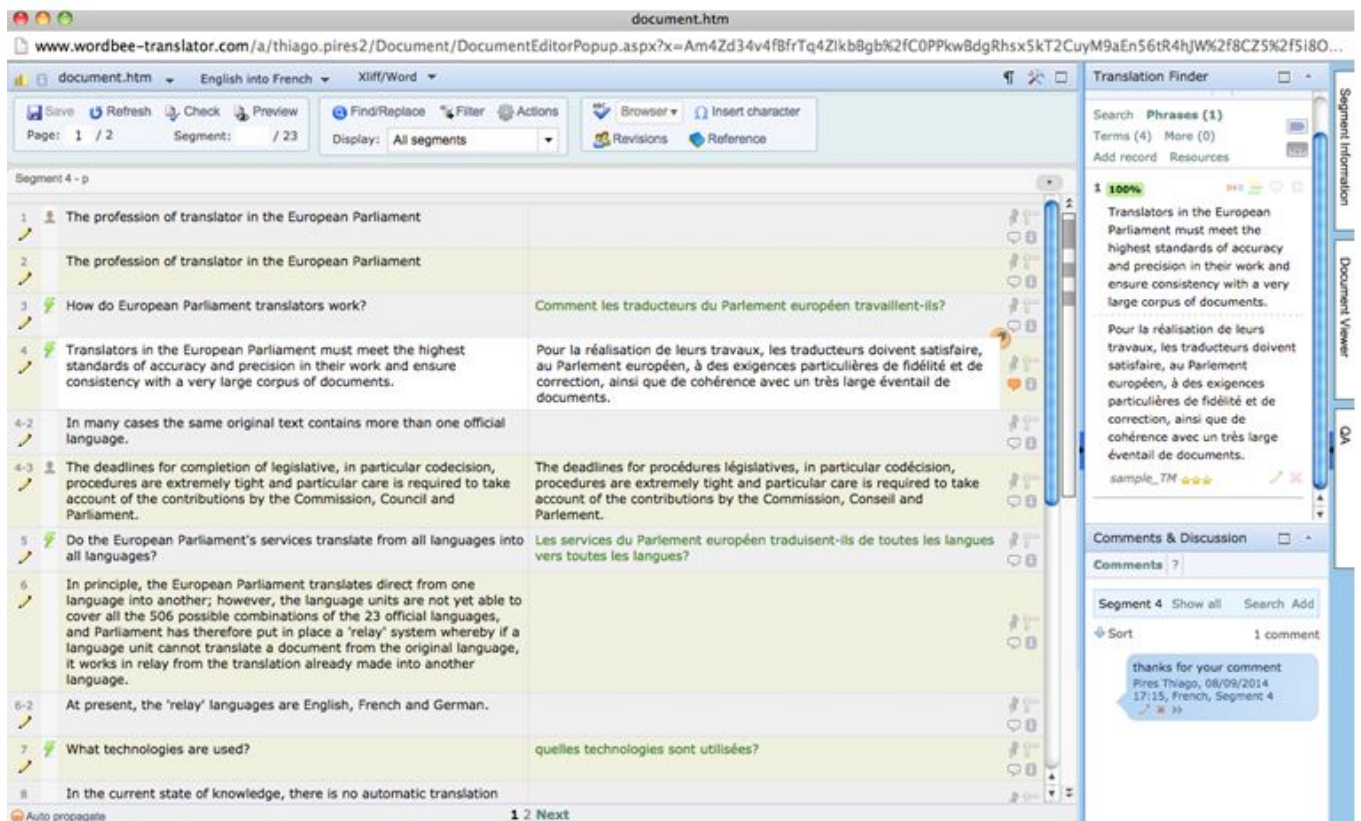 document.htm
www.wordbee-translator.com/a/thiago.pires2/Document/DocumentEditorPopup.aspx?x=
document.htm English into French Xliff/Word
Save Refresh Check Preview
Page: 1 / 2 Segment: / 23
Find/Replace Filter Actions
Display: All segments
Browser Insert character
Revisions Reference
Segment 4 - p
1 The profession of translator in the European Parliament
2 The profession of translator in the European Parliament
3 How do European Parliament translators work?
Comment les traducteurs du Parlement européen travaillent-ils?
4 Translators in the European Parliament must meet the highest
standards of accuracy and precision in their work and ensure
consistency with a very large corpus of documents.
Pour la réalisation de leurs travaux, les traducteurs doivent satisfaire,
au Parlement européen, à des exigences particulières de fidélité et de
correction, ainsi que de cohérence avec un très large éventail de
documents.
4-2 In many cases the same original text contains more than one official
language.
4-3 The deadlines for completion of legislative, in particular codecision,
procedures are extremely tight and particular care is required to take
account of the contributions by the Commission, Council and
Parliament.
The deadlines for procédures législatives, in particular codécision,
procedures are extremely tight and particular care is required to take
account of the contributions by the Commission, Conseil and
Parlement.
5 Do the European Parliament's services translate from all languages into
all languages?
Les services du Parlement européen traduisent-ils de toutes les langues
vers toutes les langues?
6 In principle, the European Parliament translates direct from one
language into another; however, the language units are not yet able to
cover all the 506 possible combinations of the 23 official languages,
and Parliament has therefore put in place a 'relay' system whereby if a
language unit cannot translate a document from the original language,
it works in relay from the translation already made into another
language.
6-2 At present, the 'relay' languages are English, French and German.
7 What technologies are used?
quelles technologies sont utilisées?
8 In the current state of knowledge, there is no automatic translation
Auto propagate
1 2 Next
Translation Finder
Search Phrases (1)
Terms (4) More (0)
Add record Resources
1 100%
Translators in the European
Parliament must meet the
highest standards of accuracy
and precision in their work and
ensure consistency with a very
large corpus of documents.
Pour la réalisation de leurs
travaux, les traducteurs doivent
satisfaire, au Parlement
européen, à des exigences
particulières de fidélité et de
correction, ainsi que de
cohérence avec un très large
éventail de documents.
sample_TM
Comments & Discussion
Comments ?
Segment 4 Show all Search Add
Sort 1 comment
thanks for your comment
Pires Thiago, 08/09/2014
17:15, French, Segment 4
Segment Information
Document Viewer
QA